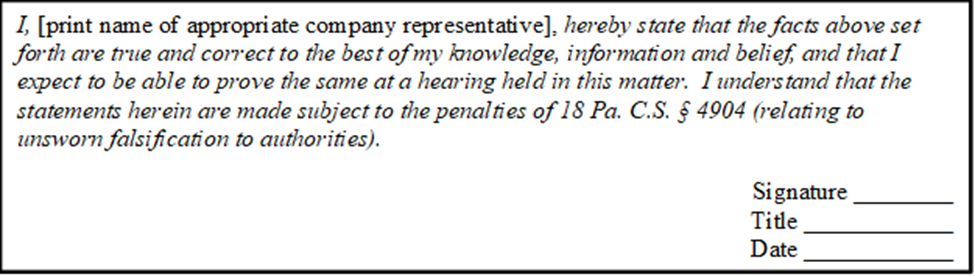 I, [print name of appropriate company representative], hereby state that the facts above set
forth are true and correct to the best of my knowledge, information and belief, and that I
expect to be able to prove the same at a hearing held in this matter.  I understand that the
statements herein are made subject to the penalties of 18 Pa. C.S. § 4904 (relating to
unsworn falsification to authorities).
Signature ________
Title ____________
Date ____________